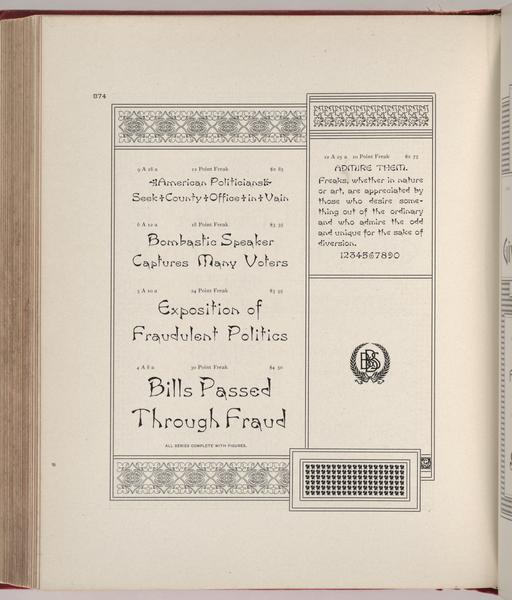 874
9 A 18 a 12 Point Freak $2 85
American Politicians
Seek County Office in Vain
6 A 12 a 18 Point Freak $3 35
Bombastic Speaker
Captures Many Voters
5 A 10 a 24 Point Freak $3 95
Exposition of
Fraudulent Politics
4 A 8 a 30 Point Freak $4 50
Bills Passed
Through Fraud
ALL SERIES COMPLETE WITH FIGURES.
12 A 25 a 10 Point Freak $2 75
ADMIRE THEM.
Freaks, whether in nature
or art, are appreciated by
those who desire some-
thing out of the ordinary
and who admire the odd
and unique for the sake of
diversion.
1234567890
BBS